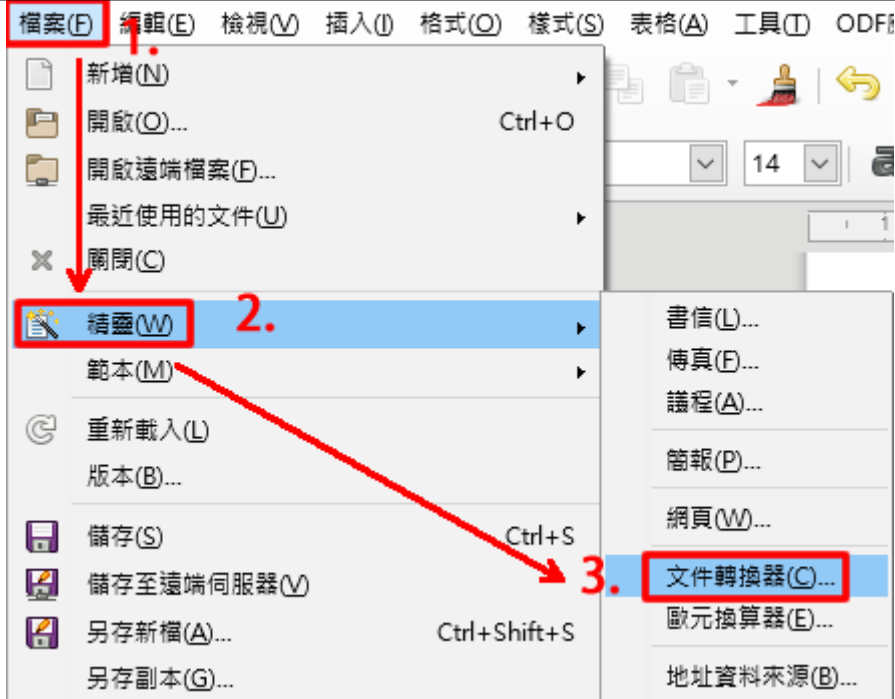 檔案(F) 編輯(E) 檢視(V) 插入(I) 格式(O) 樣式(S) 表格(A) 工具(T) ODF
1.
新增(N)
開啟(O)... Ctrl+O
開啟遠端檔案(F)...
14
最近使用的文件(U)
1
關閉(C)
精靈(W) 2.
書信(L)...
傳真(F)...
範本(M)
議程(A)...
重新載入(L)
簡報(P)...
版本(B)...
網頁(W)...
儲存(S) Ctrl+S
3. 文件轉換器(C)...
儲存至遠端伺服器(V)
歐元換算器(E)...
另存新檔(A)... Ctrl+Shift+S
另存副本(G)...
地址資料來源(B)...